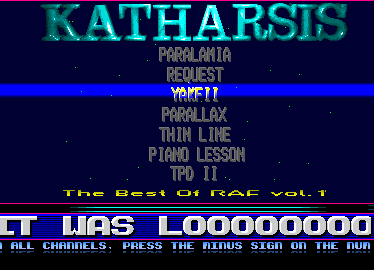 KATHARSIS
PARALAMIA
REQUEST
YAKFII
PARALLAX
THIN LINE
PIANO LESSON
TPD II
The Best Of RAF vol.1
IT WAS LOOOOOOOO
ALL CHANNELS. PRESS THE MINUS SIGN ON THE NUM